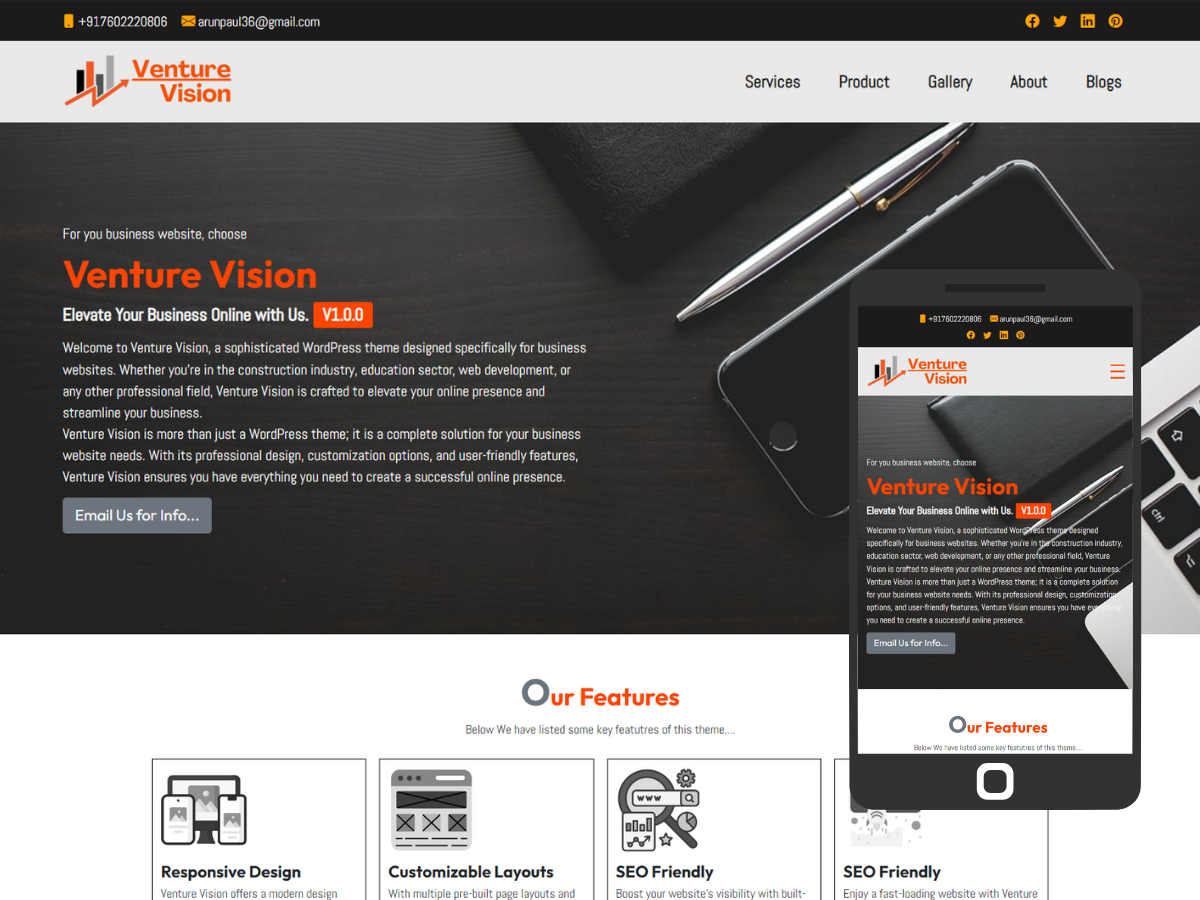 +917602220806 arunpaul36@gmail.com
Venture
Vision
Services Product Gallery About Blogs
For you business website, choose
Venture Vision
Elevate Your Business Online with Us. V1.0.0
Welcome to Venture Vision, a sophisticated WordPress theme designed specifically for business
websites. Whether you're in the construction industry, education sector, web development, or
any other professional field, Venture Vision is crafted to elevate your online presence and
streamline your business.
Venture Vision is more than just a WordPress theme; it is a complete solution for your business
website needs. With its professional design, customization options, and user-friendly features,
Venture Vision ensures you have everything you need to create a successful online presence.
Email Us for Info...
ctrl
+917602220806 arunpaul36@gmail.com
Venture
Vision
For you business website, choose
Venture Vision
Elevate Your Business Online with Us. V1.0.0
Welcome to Venture Vision, a sophisticated WordPress theme designed
specifically for business websites. Whether you're in the construction industry,
education sector, web development, or any other professional field, Venture
Vision is crafted to elevate your online presence and streamline your business.
Venture Vision is more than just a WordPress theme; it is a complete solution
for your business website needs. With its professional design, customization
options, and user-friendly features, Venture Vision ensures you have everything
you need to create a successful online presence.
Email Us for Info...
Our Features
Below We have listed some key featutres of this theme....
Our Features
Below We have listed some key featutres of this theme....
www
Responsive Design
Venture Vision offers a modern design
Customizable Layouts
With multiple pre-built page layouts and
SEO Friendly
Boost your website's visibility with built-
SEO Friendly
Enjoy a fast-loading website with Venture